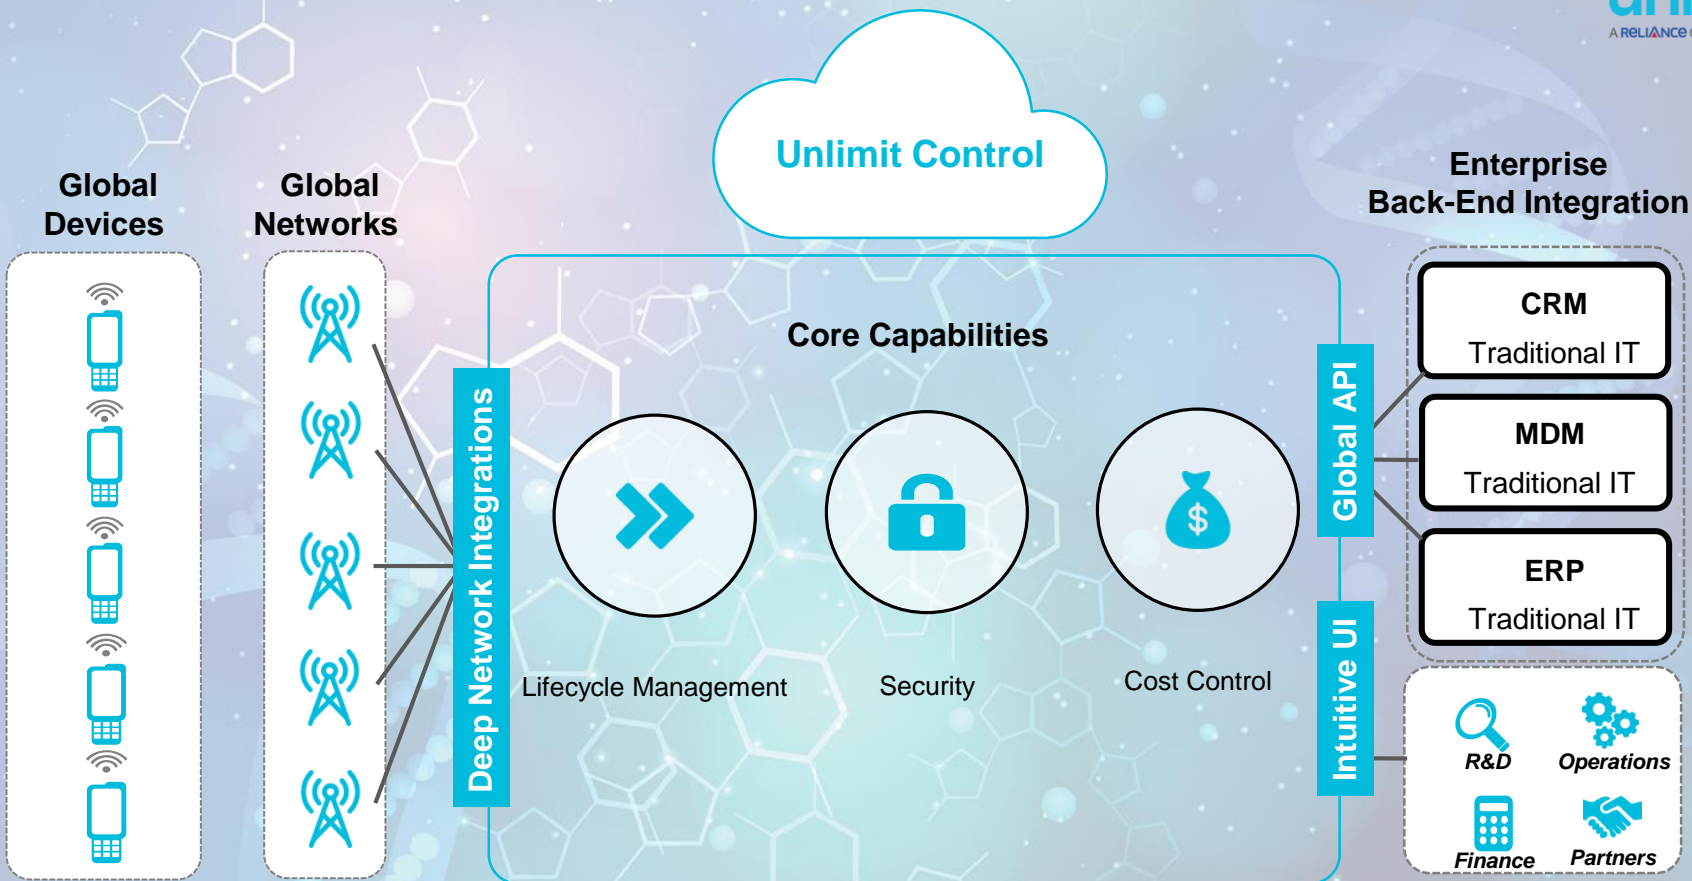 A RELIANCE
Unlimit Control
Global
Devices
Global
Networks
Enterprise
Back-End Integration
Core Capabilities
Deep Network Integrations
Lifecycle Management
Security
$
Cost Control
Global API
Intuitive UI
CRM
Traditional IT
MDM
Traditional IT
ERP
Traditional IT
R&D
Operations
Finance
Partners